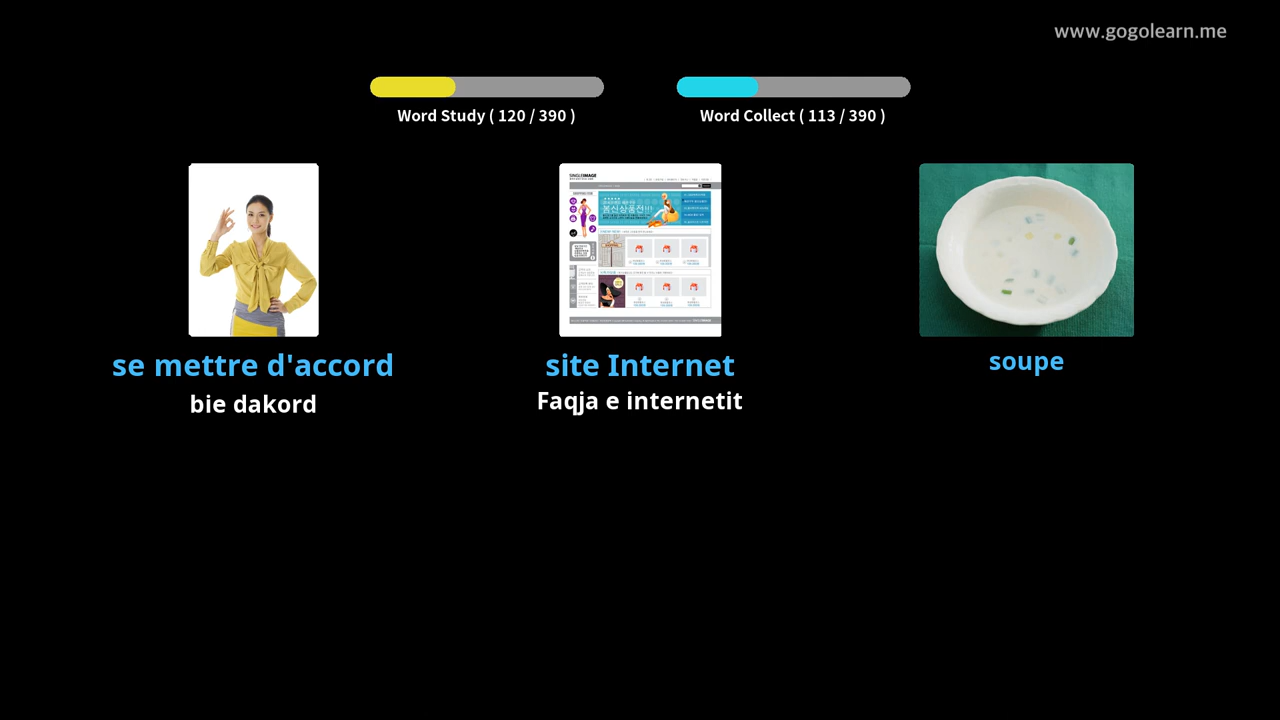 www.gogolearn.me
Word Study ( 120 / 390 )
Word Collect ( 113 / 390 )
se mettre d'accord
bie dakord
site Internet
Faqja e internetit
soupe